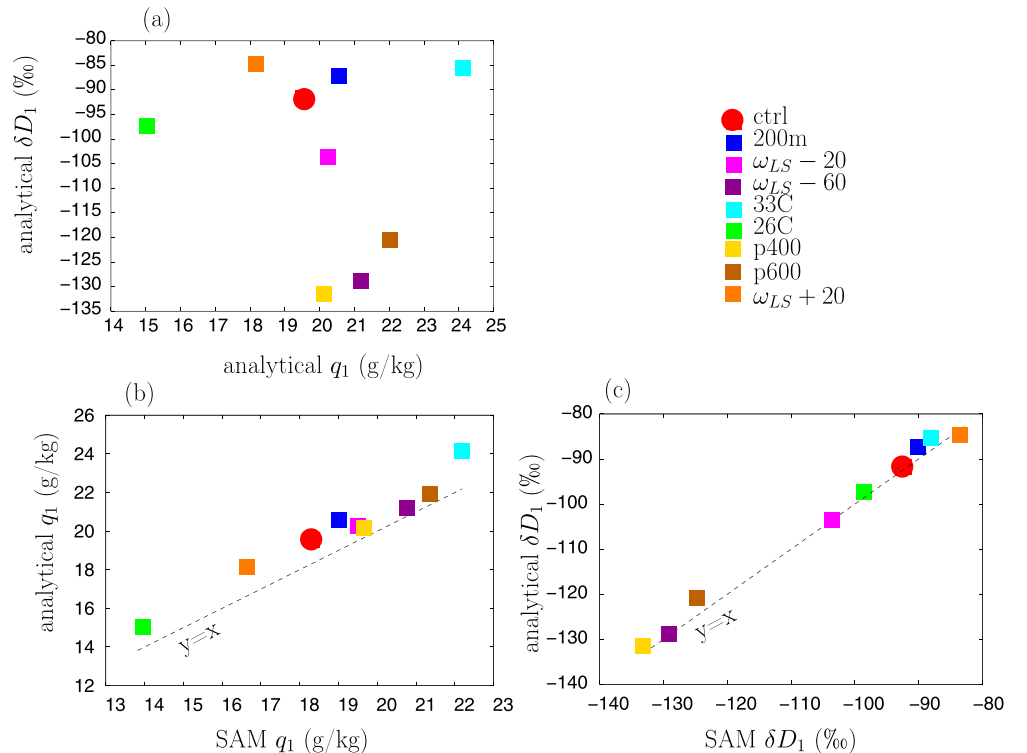 (a)
analytical δD₁ (‰)
−80
−85
−90
−95
−100
−105
−110
−115
−120
−125
−130
−135
14 15 16 17 18 19 20 21 22 23 24 25
analytical q₁ (g/kg)
ctrl
200m
ω_LS − 20
ω_LS − 60
33C
26C
p400
p600
ω_LS + 20
(b)
analytical q₁ (g/kg)
26
24
22
20
18
16
14
12
y=x
13 14 15 16 17 18 19 20 21 22 23
SAM q₁ (g/kg)
(c)
analytical δD₁ (‰)
−80
−90
−100
−110
−120
−130
−140
y=x
−140 −130 −120 −110 −100 −90 −80
SAM δD₁ (‰)